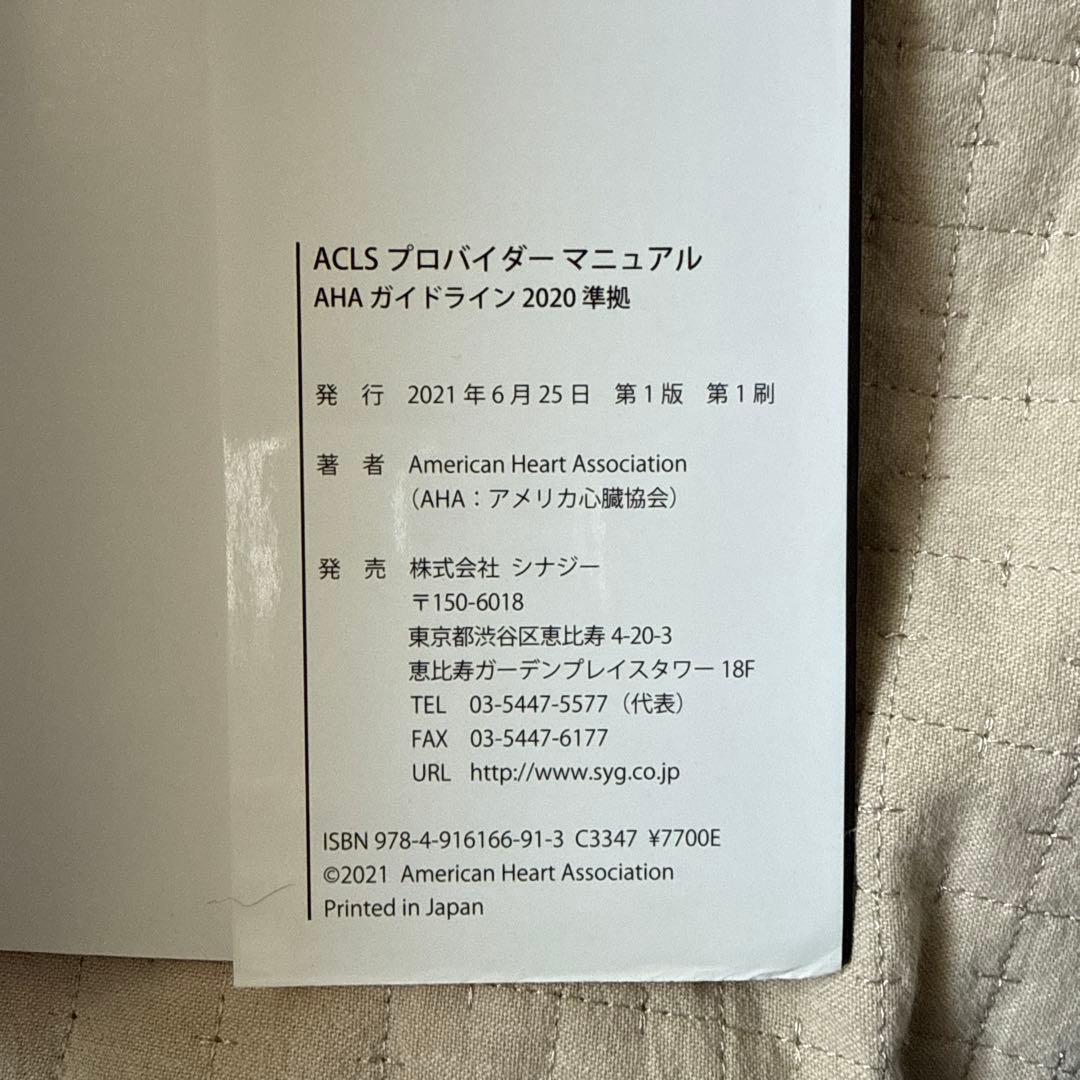 ACLS プロバイダー マニュアル
AHA ガイドライン 2020 準拠
発 行 2021 年 6 月 25 日 第 1 版 第 1 刷
著 者 American Heart Association
（AHA：アメリカ心臓協会）
発 売 株式会社 シナジー
〒150-6018
東京都渋谷区恵比寿 4-20-3
恵比寿ガーデンプレイスタワー 18F
TEL 03-5447-5577（代表）
FAX 03-5447-6177
URL http://www.syg.co.jp
ISBN 978-4-916166-91-3 C3347 ¥7700E
©2021 American Heart Association
Printed in Japan